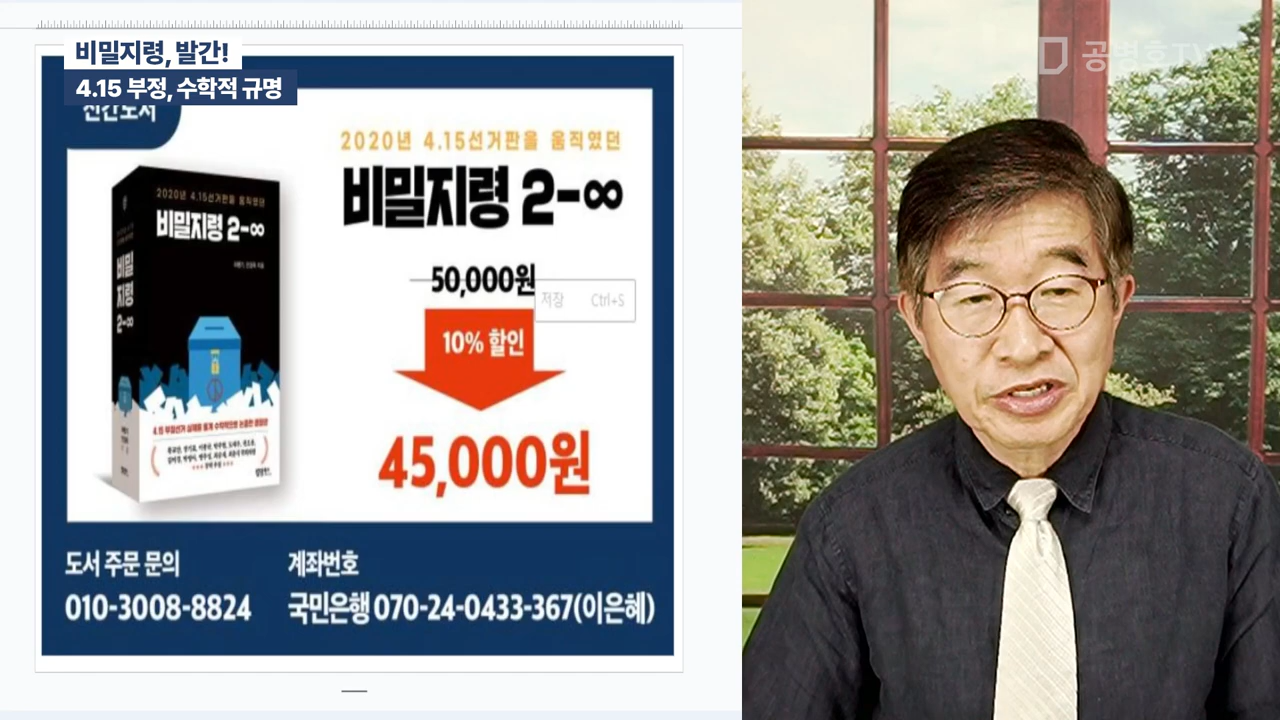 비밀지령, 발간!
4.15 부정, 수학적 규명
신간도서
2020년 4.15선거판을 움직였던
비밀지령 2-∞
50,000원
저장 Ctrl+S
10% 할인
45,000원
2020년 4.15선거판을 움직였던
비밀지령 2-∞
비밀지령 2-∞
도서 주문 문의
010-3008-8824
계좌번호
국민은행 070-24-0433-367(이은혜)
공병호TV